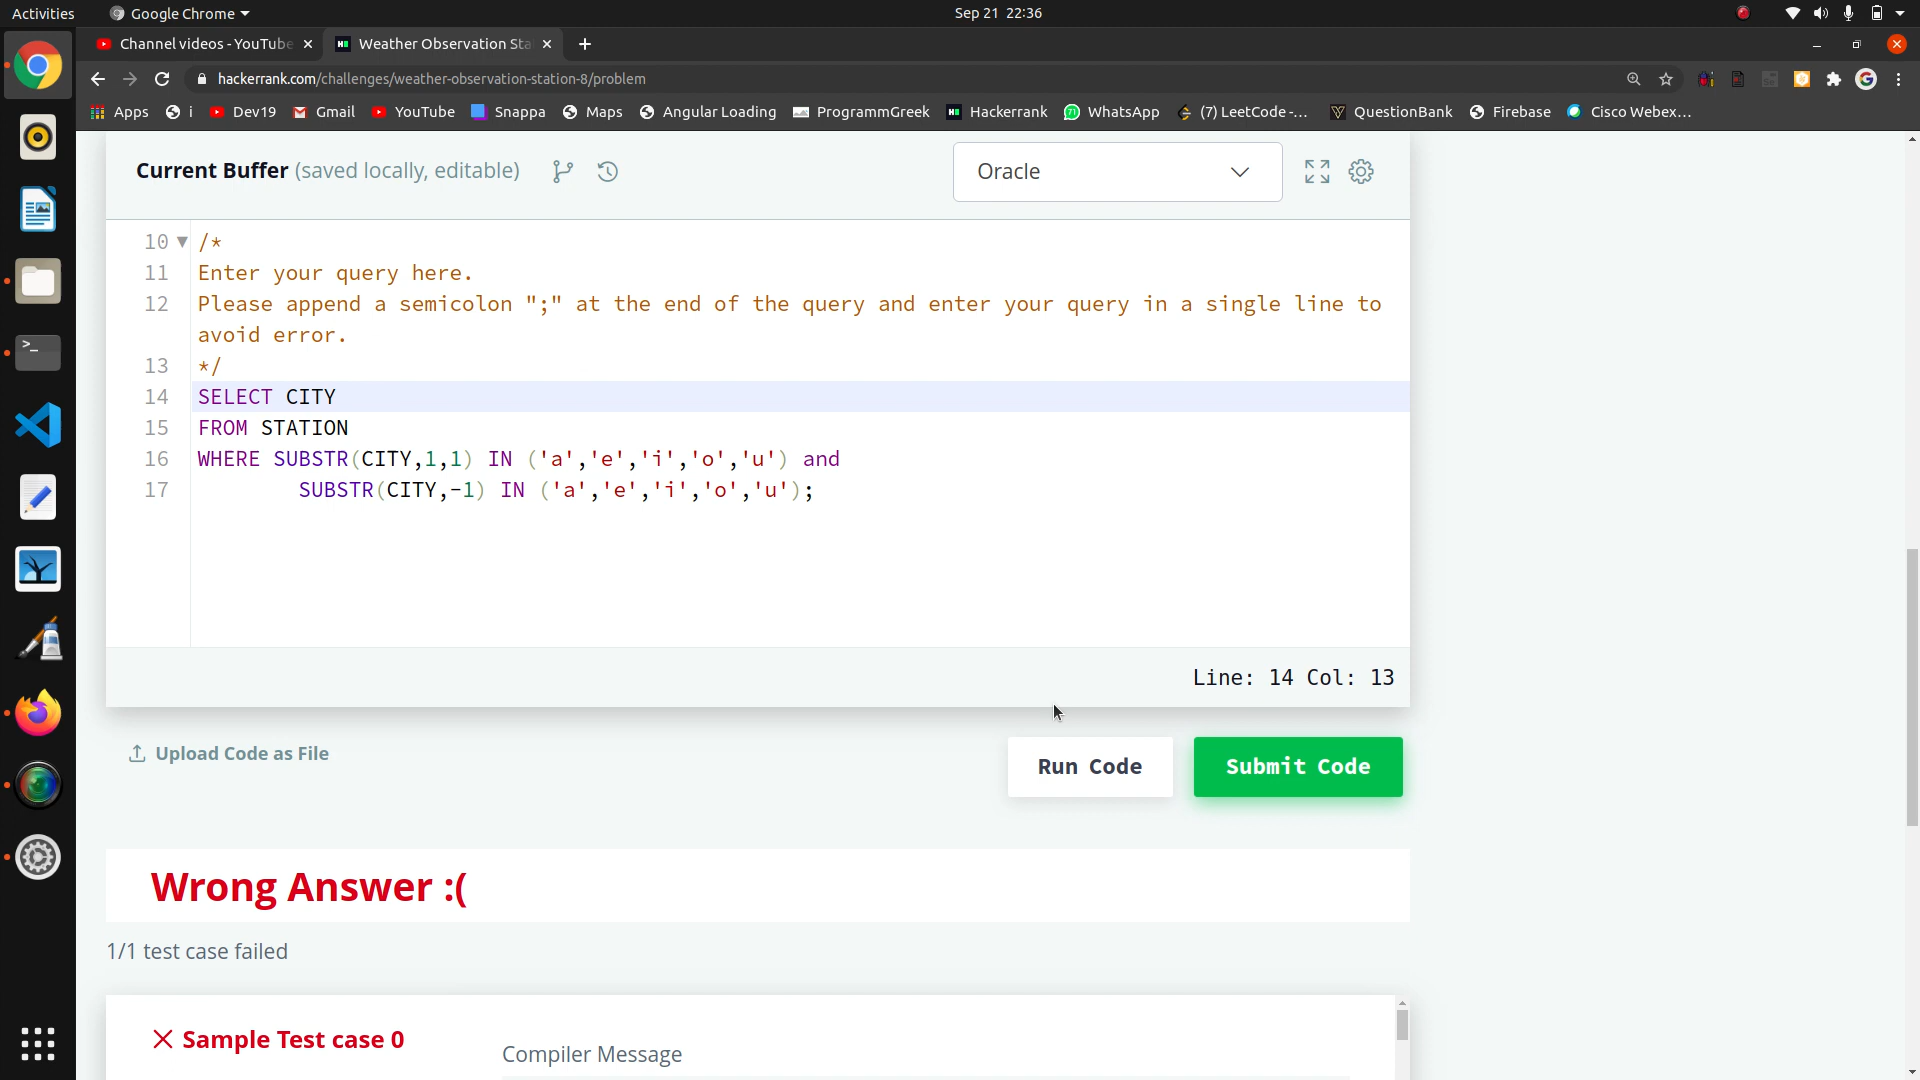 Activities Google Chrome Sep 21 22:36
Channel videos - YouTube Weather Observation Sta
hackerrank.com/challenges/weather-observation-station-8/problem
Apps i Dev19 Gmail YouTube Snappa Maps Angular Loading ProgrammGreek Hackerrank WhatsApp (7) LeetCode -... QuestionBank Firebase Cisco Webex...
Current Buffer (saved locally, editable) Oracle
10 /*
11 Enter your query here.
12 Please append a semicolon ";" at the end of the query and enter your query in a single line to
avoid error.
13 */
14 SELECT CITY
15 FROM STATION
16 WHERE SUBSTR(CITY,1,1) IN ('a','e','i','o','u') and
17 SUBSTR(CITY,-1) IN ('a','e','i','o','u');
Line: 14 Col: 13
Upload Code as File Run Code Submit Code
Wrong Answer :(
1/1 test case failed
Sample Test case 0
Compiler Message